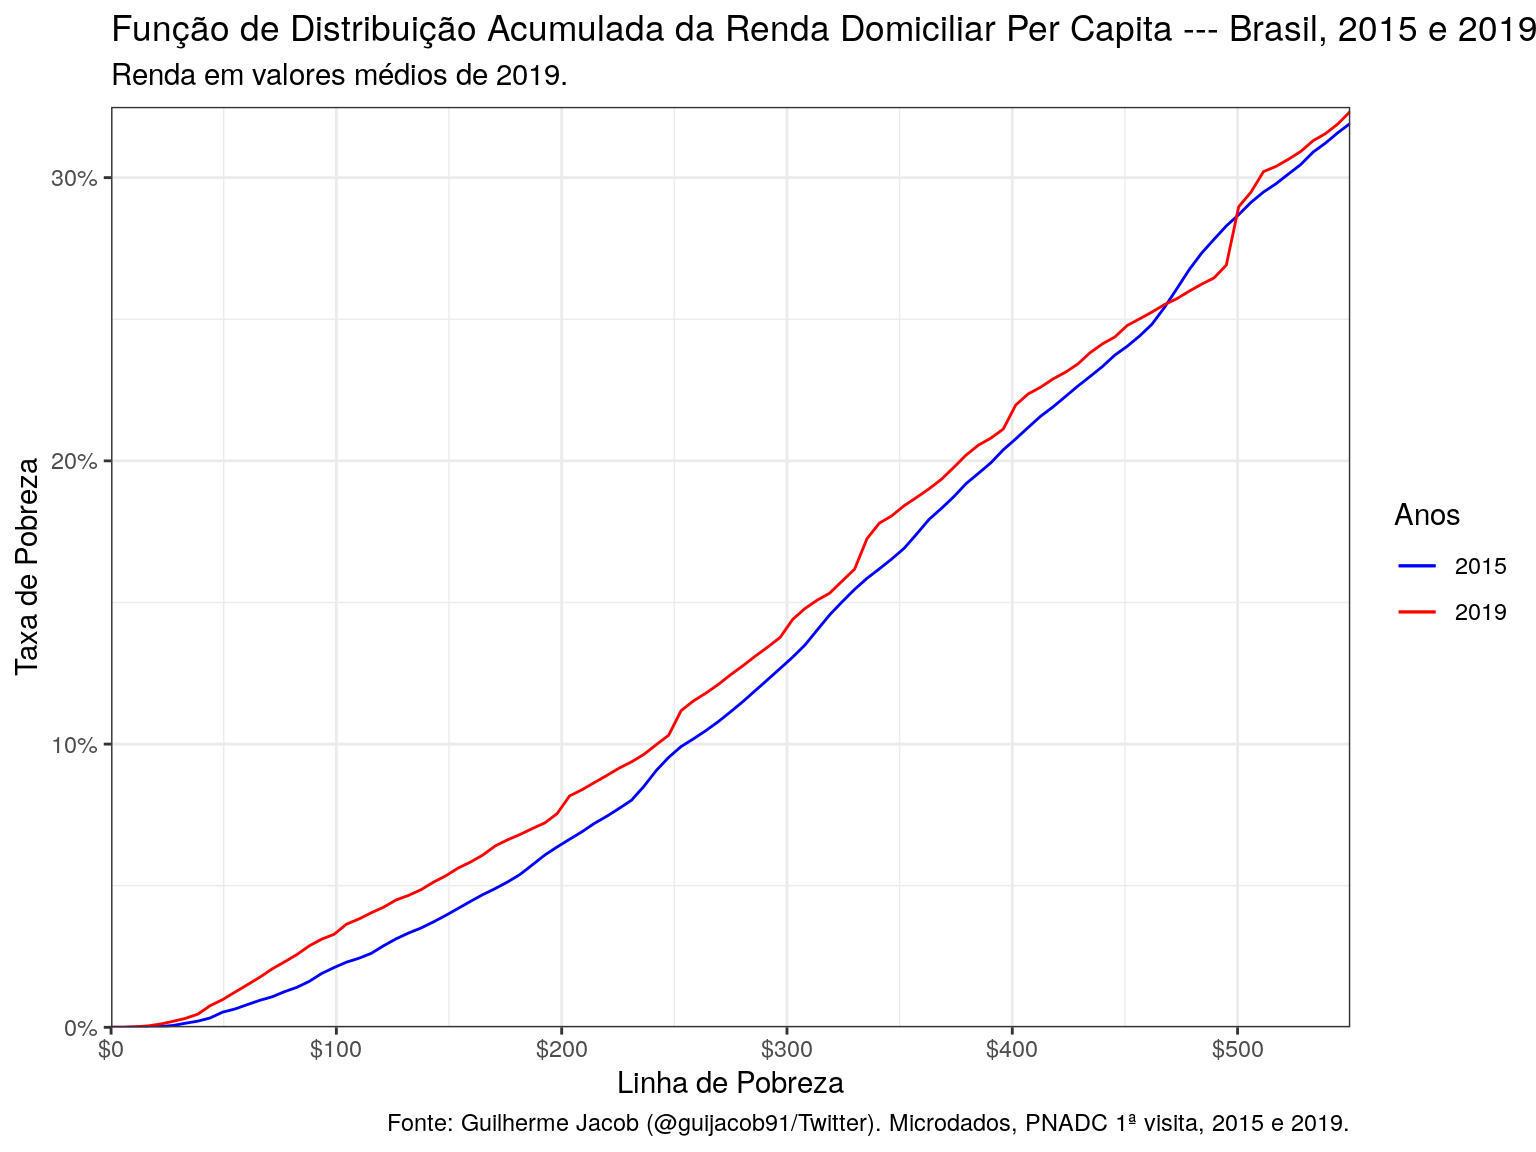 Função de Distribuição Acumulada da Renda Domiciliar Per Capita --- Brasil, 2015 e 2019
Renda em valores médios de 2019.
30%
20%
10%
0%
Taxa de Pobreza
$0 $100 $200 $300 $400 $500
Linha de Pobreza
Anos
2015
2019
Fonte: Guilherme Jacob (@guijacob91/Twitter). Microdados, PNADC 1ª visita, 2015 e 2019.